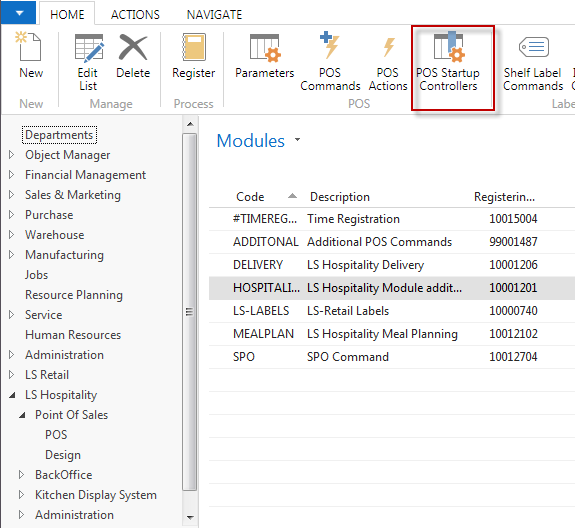 HOME ACTIONS NAVIGATE
New Edit List Delete Register Parameters POS Commands POS Actions POS Startup Controllers Shelf Label Commands
New Manage Process POS Labe
Departments
Object Manager
Financial Management
Sales & Marketing
Purchase
Warehouse
Manufacturing
Jobs
Resource Planning
Service
Human Resources
Administration
LS Retail
LS Hospitality
Point Of Sales
POS
Design
BackOffice
Kitchen Display System
Administration
Modules
Code Description Registerin...
#TIMEREG... Time Registration 10015004
ADDITONAL Additional POS Commands 99001487
DELIVERY LS Hospitality Delivery 10001206
HOSPITALI... LS Hospitality Module addit... 10001201
LS-LABELS LS-Retail Labels 10000740
MEALPLAN LS Hospitality Meal Planning 10012102
SPO SPO Command 10012704